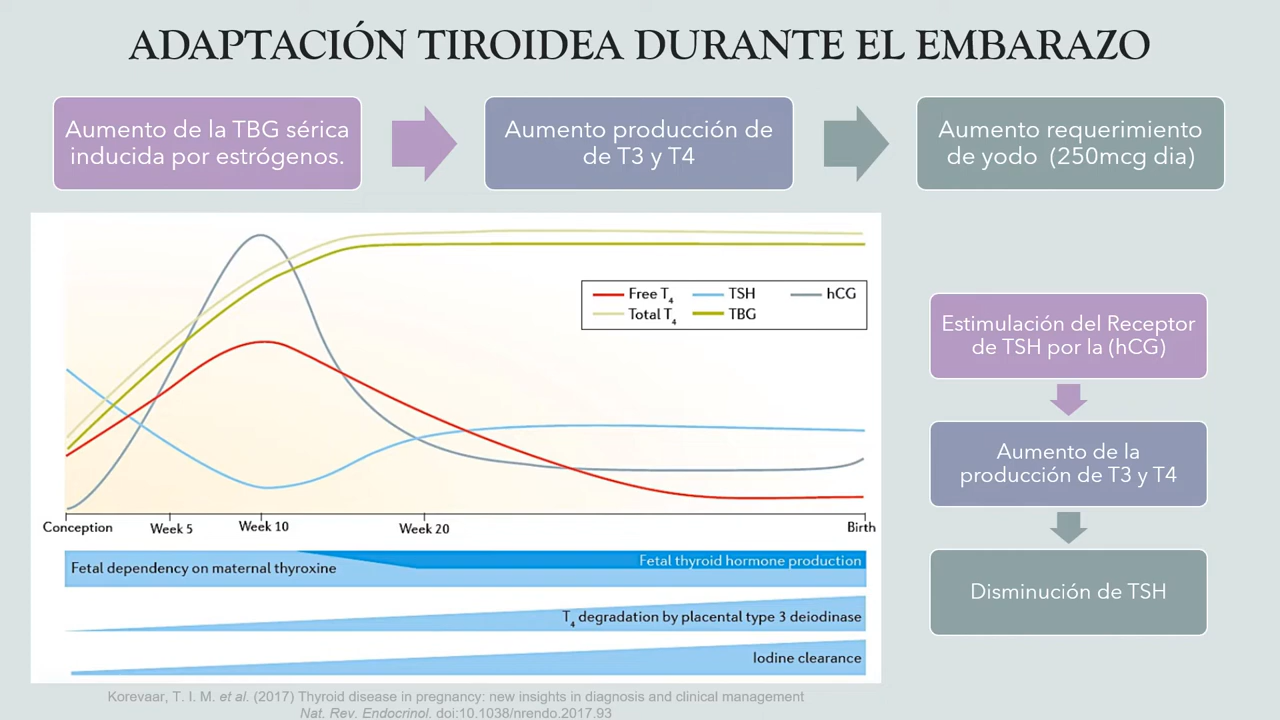 ADAPTACIÓN TIROIDEA DURANTE EL EMBARAZO
Aumento de la TBG sérica
inducida por estrógenos.
Aumento producción de
de T3 y T4
Aumento requerimiento
de yodo (250mcg dia)
Free T4 TSH hCG
Total T4 TBG
Conception Week 5 Week 10 Week 20 Birth
Fetal dependency on maternal thyroxine
Fetal thyroid hormone production
T4 degradation by placental type 3 deiodinase
Iodine clearance
Estimulación del Receptor
de TSH por la (hCG)
Aumento de la
producción de T3 y T4
Disminución de TSH
Korevaar, T. I. M. et al. (2017) Thyroid disease in pregnancy: new insights in diagnosis and clinical management
Nat. Rev. Endocrinol. doi:10.1038/nrendo.2017.93